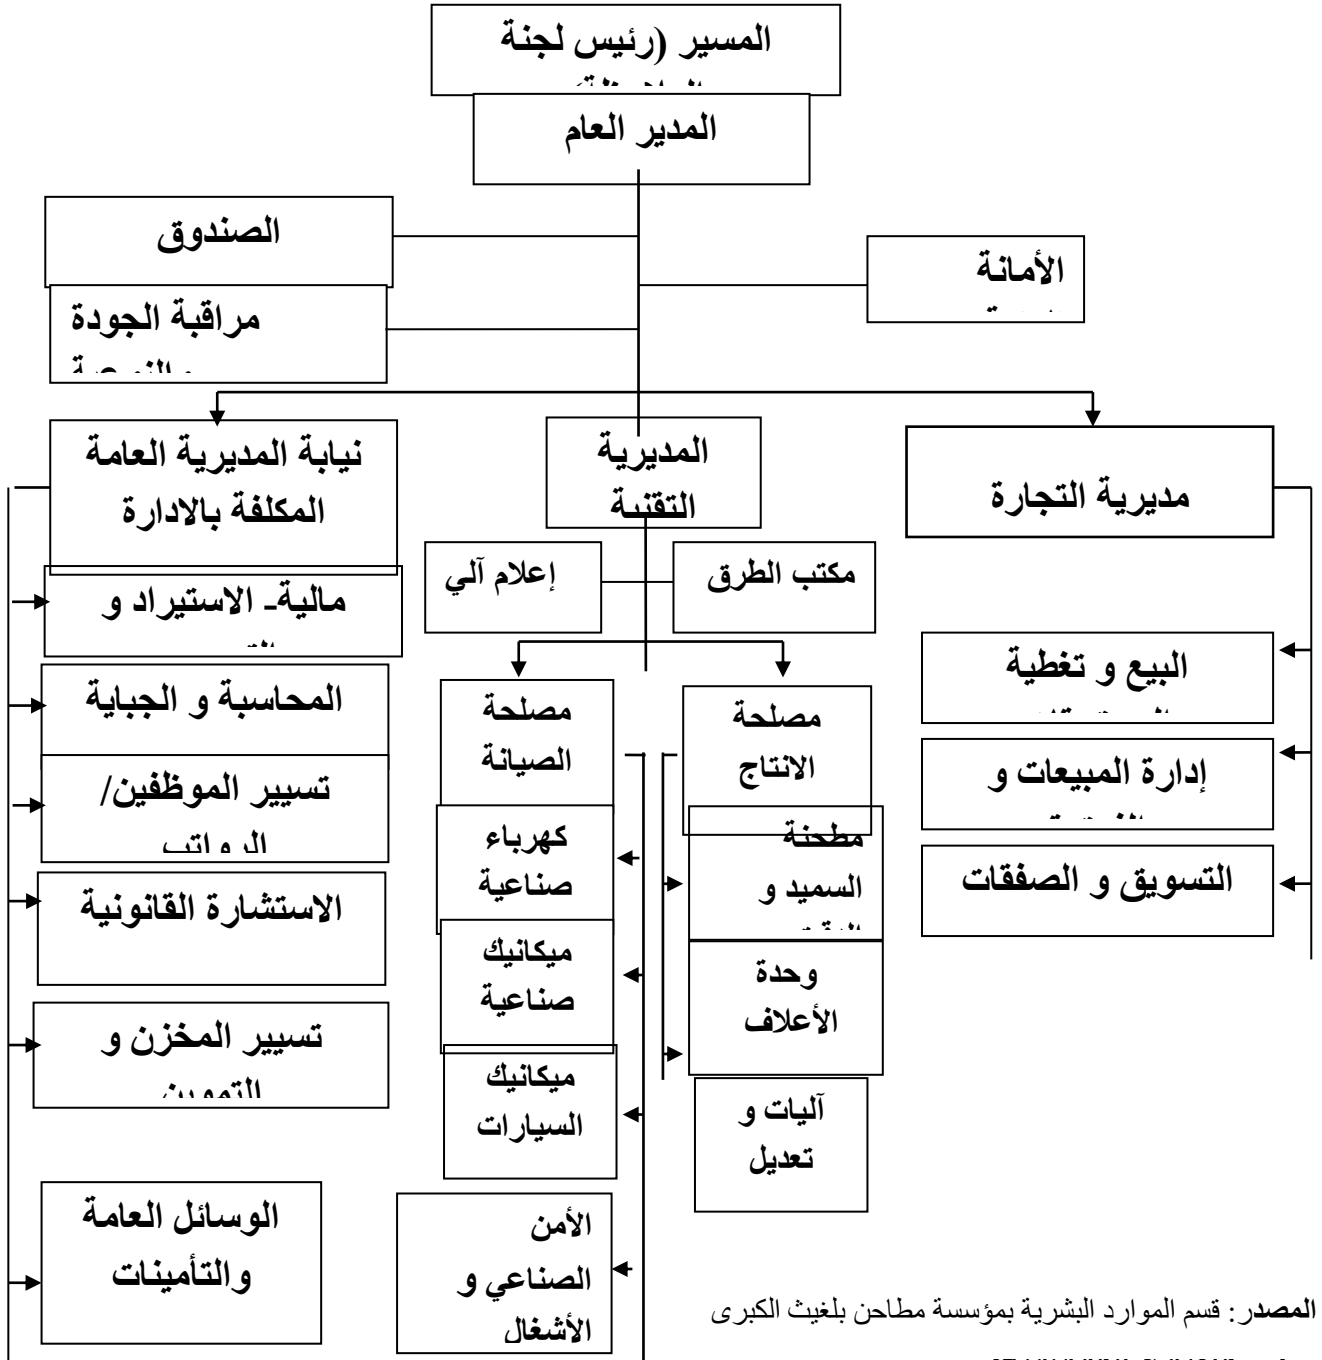 المسير (رئيس لجنة
المدير العام
الصندوق
الأمانة
مراقبة الجودة
والنوعية
نيابة المديرية العامة
المكلفة بالادارة
المديرية
التقنية
مديرية التجارة
إعلام آلي
مكتب الطرق
مالية- الاستيراد و
المحاسبة و الجباية
تسيير الموظفين/
الرواتب
الاستشارة القانونية
تسيير المخزن و
التموين
الوسائل العامة
والتأمينات
مصلحة
الصيانة
كهرباء
صناعية
ميكانيك
صناعية
ميكانيك
السيارات
الأمن
الصناعي و
الأشغال
مصلحة
الانتاج
مطحنة
السميد و
وحدة
الأعلاف
آليات و
تعديل
البيع و تغطية
إدارة المبيعات و
التسويق و الصفقات
المصدر: قسم الموارد البشرية بمؤسسة مطاحن بلغيث الكبرى